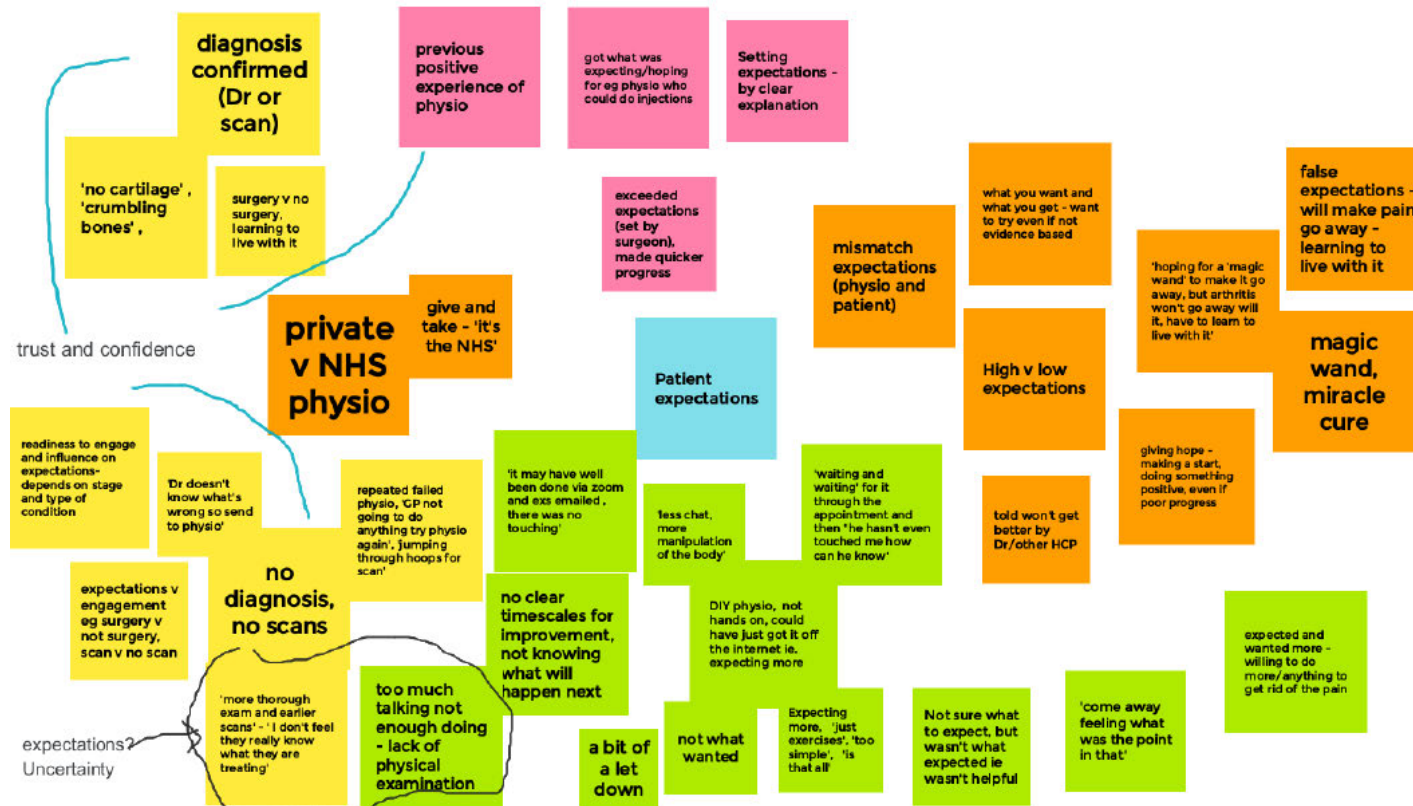 diagnosis
confirmed
(Dr or
scan)
previous
positive
experience of
physio
got what was
expecting/hoping
for eg physio who
could do injections
Setting
expectations -
by clear
explanation
'no cartilage' ,
'crumbling
bones' ,
surgery v no
surgery,
learning to
live with it
exceeded
expectations
(set by
surgeon),
made quicker
progress
what you want and
what you get - want
to try even if not
evidence based
false
expectations -
will make pain
go away -
learning to
live with it
mismatch
expectations
(physio and
patient)
'hoping for a 'magic
wand' to make it go
away, but arthritis
won't go away will
it, have to learn to
live with it'
trust and confidence
private
v NHS
physio
give and
take - 'it's
the NHS'
Patient
expectations
High v low
expectations
magic
wand,
miracle
cure
readiness to engage
and influence on
expectations-
depends on stage
and type of
condition
'Dr doesn't
know what's
wrong so send
to physio'
repeated failed
physio, 'GP not
going to do
anything try physio
again', 'jumping
through hoops for
scan'
'it may have well
been done via zoom
and exs emailed ,
there was no
touching'
'less chat,
more
manipulation
of the body'
'waiting and
waiting' for it
through the
appointment and
then "he hasn't even
touched me how
can he know'
told won't get
better by
Dr/other HCP
giving hope -
making a start,
doing something
positive, even if
poor progress
expectations v
engagement
eg surgery v
not surgery,
scan v no scan
no
diagnosis,
no scans
no clear
timescales for
improvement,
not knowing
what will
happen next
DIY physio, not
hands on, could
have just got it off
the internet ie.
expecting more
expected and
wanted more -
willing to do
more/anything to
get rid of the pain
expectations?
Uncertainty
'more thorough
exam and earlier
scans' - ' I don't feel
they really know
what they are
treating'
too much
talking not
enough doing
- lack of
physical
examination
a bit of
a let
down
not what
wanted
Expecting
more, 'just
exercises', 'too
simple', 'is
that all'
Not sure what
to expect, but
wasn't what
expected ie
wasn't helpful
'come away
feeling what
was the point
in that'